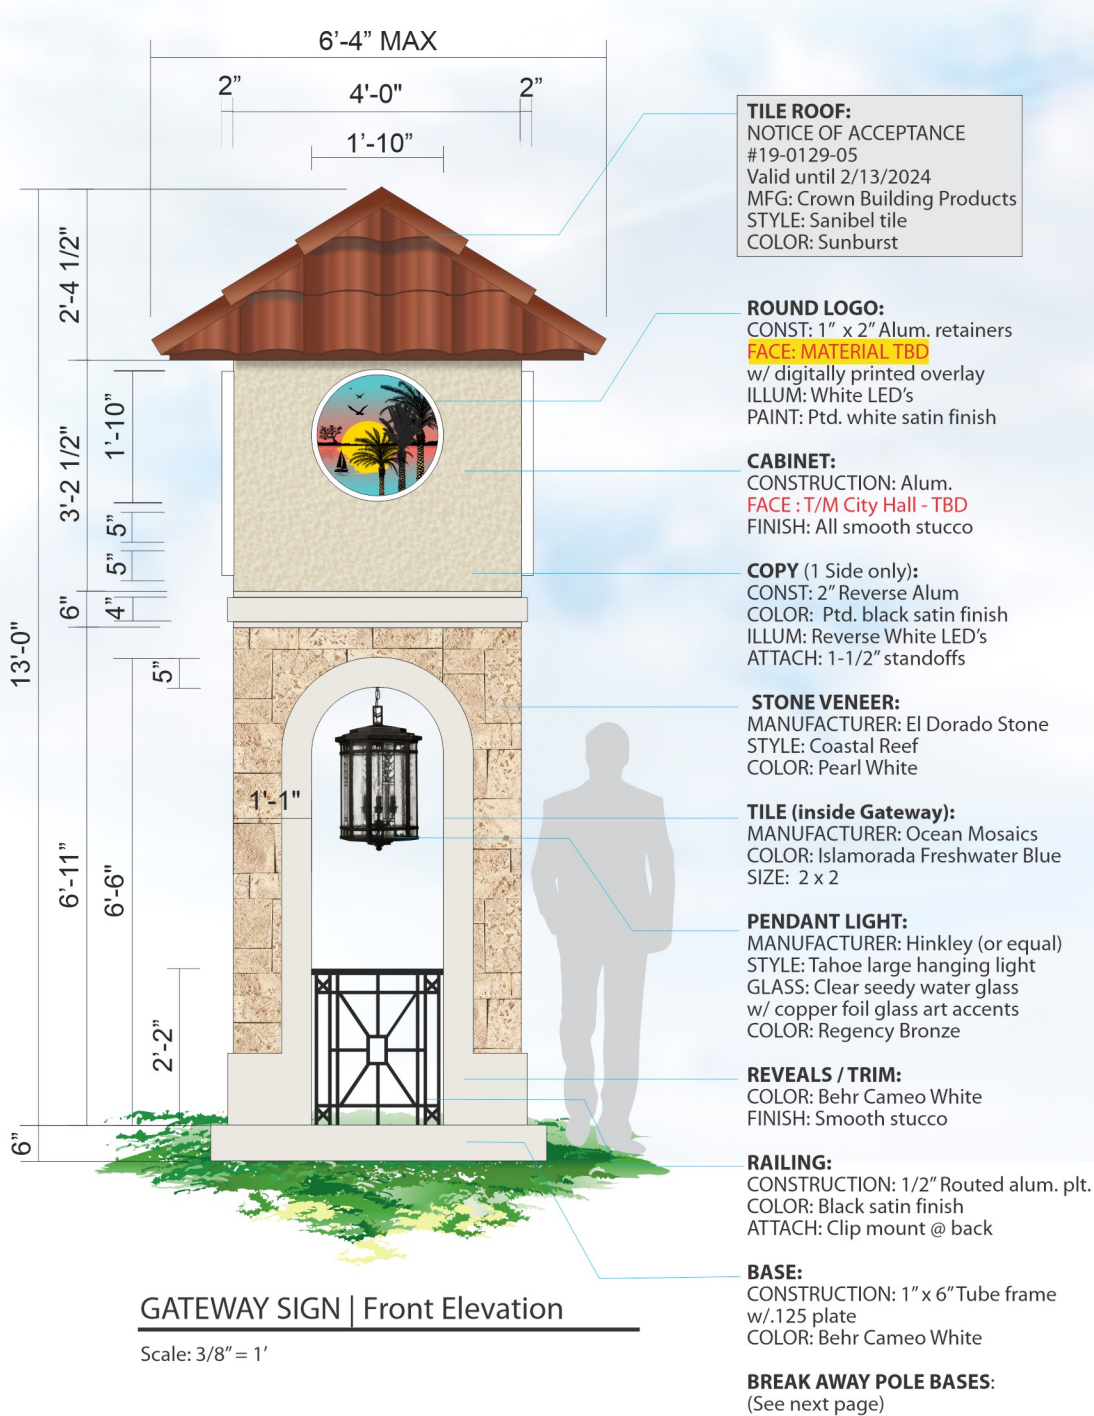 6’-4” MAX
2” 4'-0" 2”
1’-10”
2'-4 1/2"
3'-2 1/2"
1’-10”
5”
5”
6"
4”
13'-0"
5”
1'-1"
6’-11”
6’-6”
2’-2”
6”
TILE ROOF:
NOTICE OF ACCEPTANCE
#19-0129-05
Valid until 2/13/2024
MFG: Crown Building Products
STYLE: Sanibel tile
COLOR: Sunburst
ROUND LOGO:
CONST: 1” x 2” Alum. retainers
FACE: MATERIAL TBD
w/ digitally printed overlay
ILLUM: White LED’s
PAINT: Ptd. white satin finish
CABINET:
CONSTRUCTION: Alum.
FACE : T/M City Hall - TBD
FINISH: All smooth stucco
COPY (1 Side only):
CONST: 2” Reverse Alum
COLOR: Ptd. black satin finish
ILLUM: Reverse White LED’s
ATTACH: 1-1/2” standoffs
STONE VENEER:
MANUFACTURER: El Dorado Stone
STYLE: Coastal Reef
COLOR: Pearl White
TILE (inside Gateway):
MANUFACTURER: Ocean Mosaics
COLOR: Islamorada Freshwater Blue
SIZE: 2 x 2
PENDANT LIGHT:
MANUFACTURER: Hinkley (or equal)
STYLE: Tahoe large hanging light
GLASS: Clear seedy water glass
w/ copper foil glass art accents
COLOR: Regency Bronze
REVEALS / TRIM:
COLOR: Behr Cameo White
FINISH: Smooth stucco
RAILING:
CONSTRUCTION: 1/2” Routed alum. plt.
COLOR: Black satin finish
ATTACH: Clip mount @ back
BASE:
CONSTRUCTION: 1” x 6” Tube frame
w/.125 plate
COLOR: Behr Cameo White
BREAK AWAY POLE BASES:
(See next page)
GATEWAY SIGN | Front Elevation
Scale: 3/8” = 1’